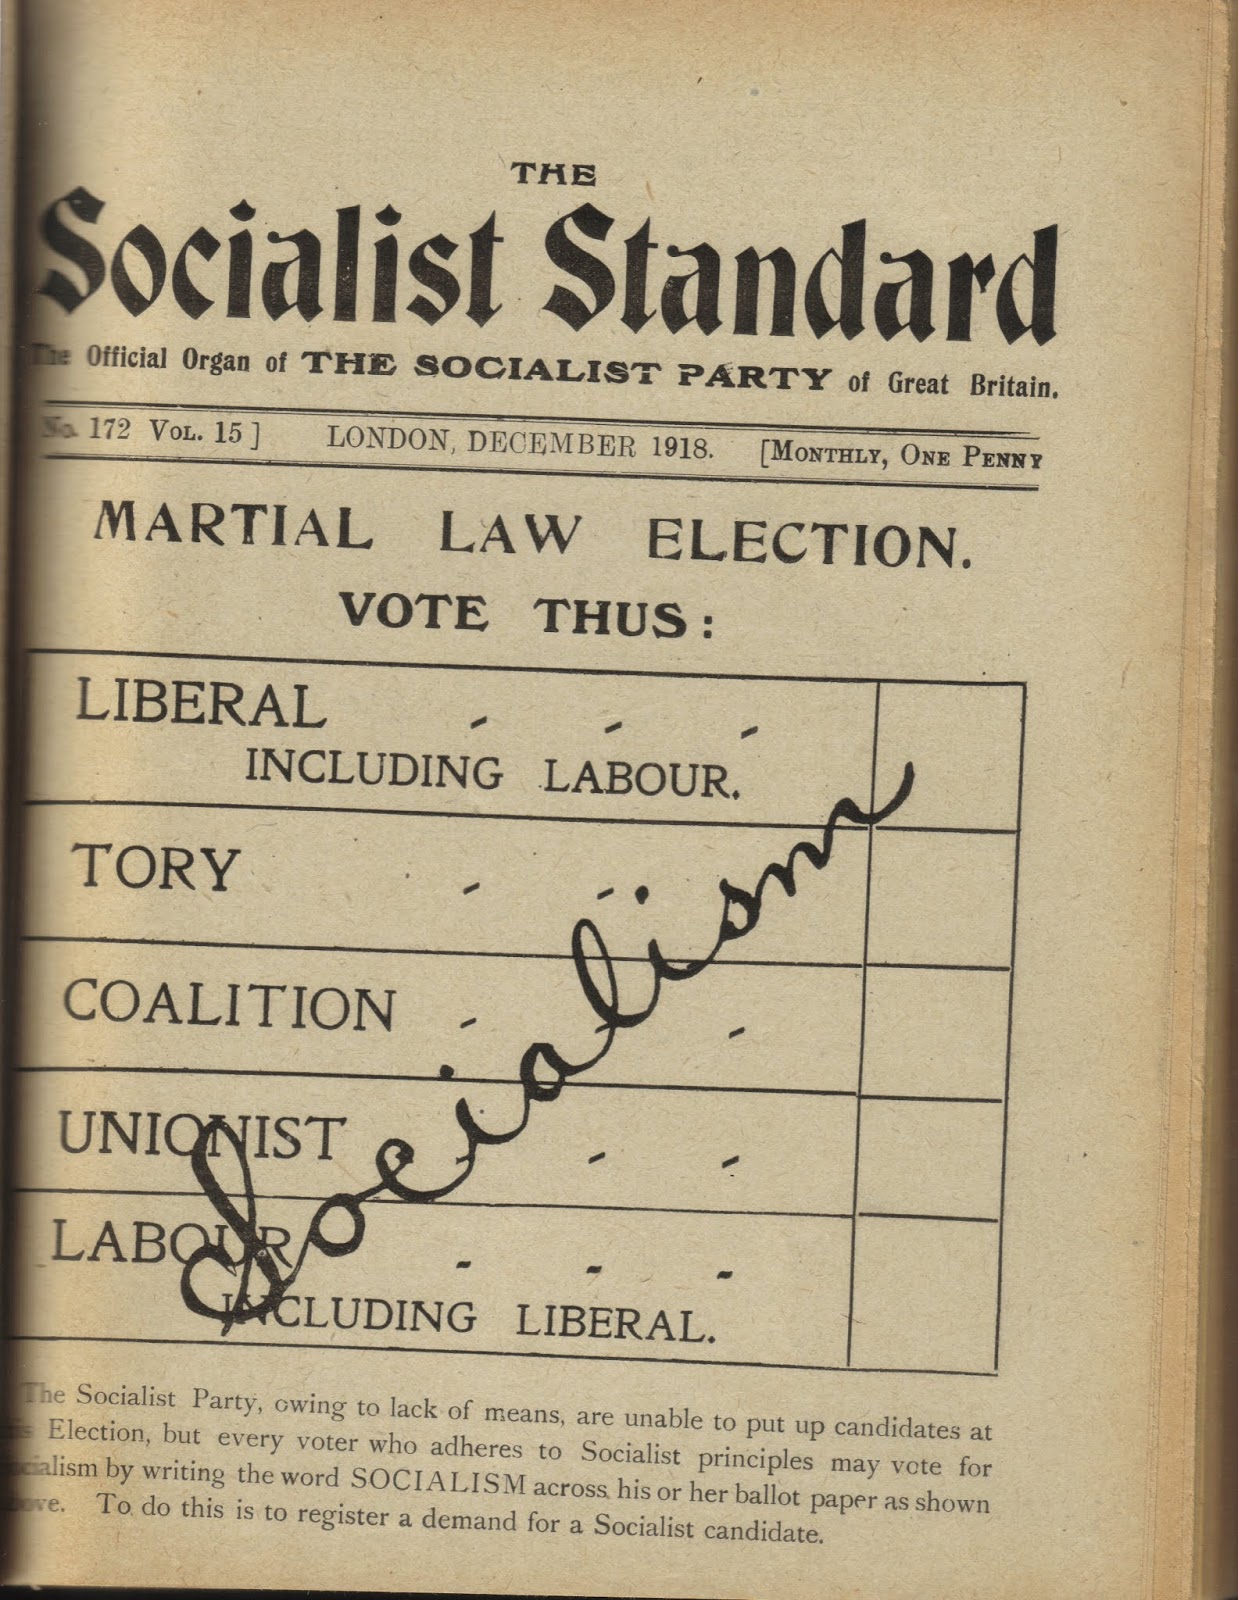 THE
Socialist Standard
The Official Organ of THE SOCIALIST PARTY of Great Britain.
No. 172 VOL. 15 ] LONDON, DECEMBER 1918. [MONTHLY, ONE PENNY
MARTIAL LAW ELECTION.
VOTE THUS:
LIBERAL - - -
INCLUDING LABOUR.
TORY - -
COALITION - -
UNIONIST - - -
LABOUR - - -
INCLUDING LIBERAL.
Socialism
The Socialist Party, owing to lack of means, are unable to put up candidates at
Election, but every voter who adheres to Socialist principles may vote for
Socialism by writing the word SOCIALISM across his or her ballot paper as shown
above. To do this is to register a demand for a Socialist candidate.